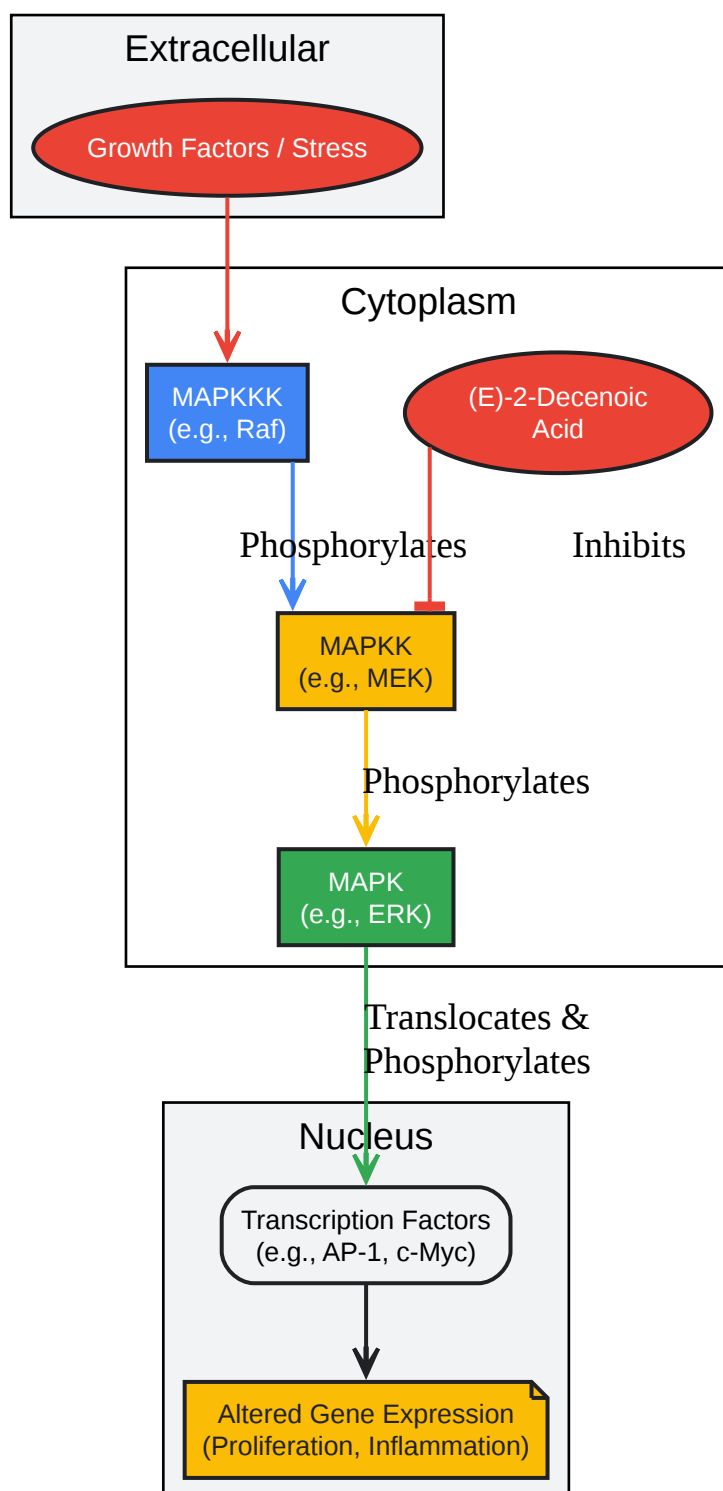 Extracellular
Growth Factors / Stress
Cytoplasm
MAPKKK
(e.g., Raf)
(E)-2-Decenoic
Acid
Phosphorylates
Inhibits
MAPKK
(e.g., MEK)
Phosphorylates
MAPK
(e.g., ERK)
Translocates &
Phosphorylates
Nucleus
Transcription Factors
(e.g., AP-1, c-Myc)
Altered Gene Expression
(Proliferation, Inflammation)